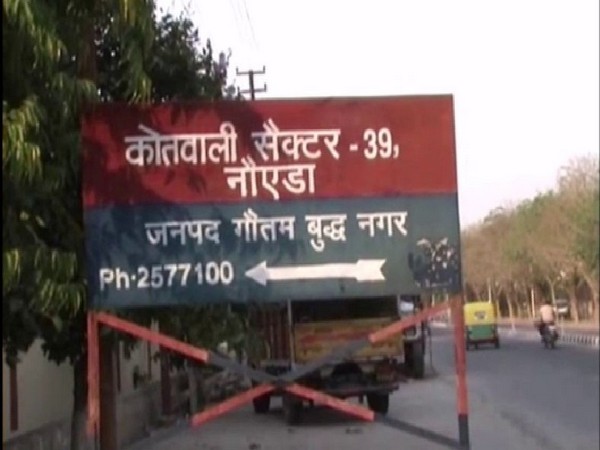 कोतवाली सैक्टर - 39,
नौएडा
जनपद गौतम बुद्ध नगर
Ph-2577100